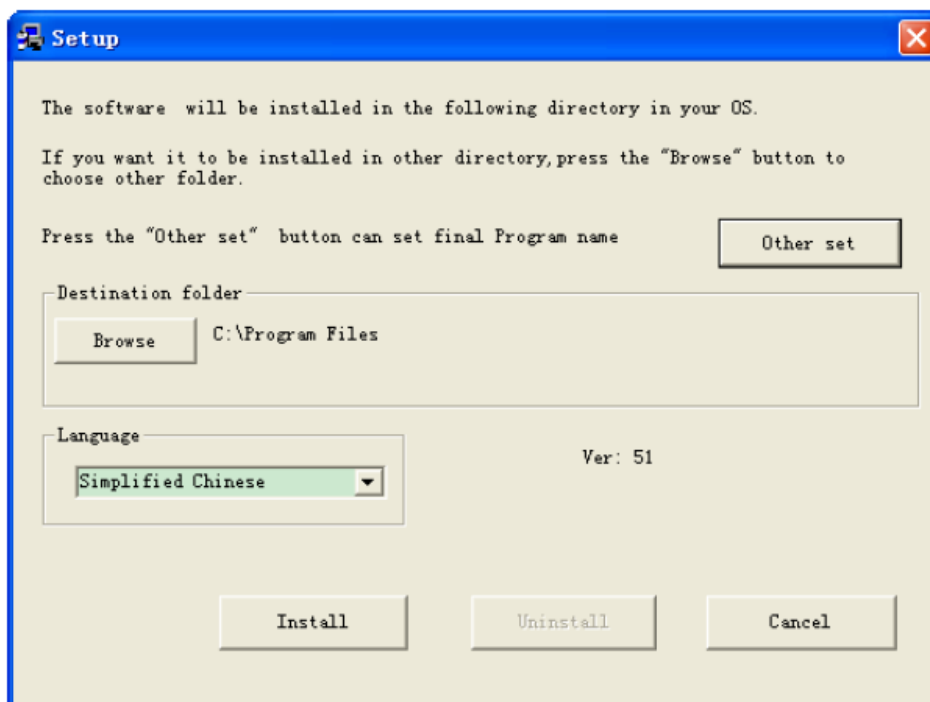 Setup
The software  will be installed in the following directory in your OS.
If you want it to be installed in other directory,press the "Browse" button to
choose other folder.
Press the "Other set"  button can set final Program name
Other set
Destination folder
Browse
C:\Program Files
Language
Simplified Chinese
Ver: 51
Install
Uninstall
Cancel